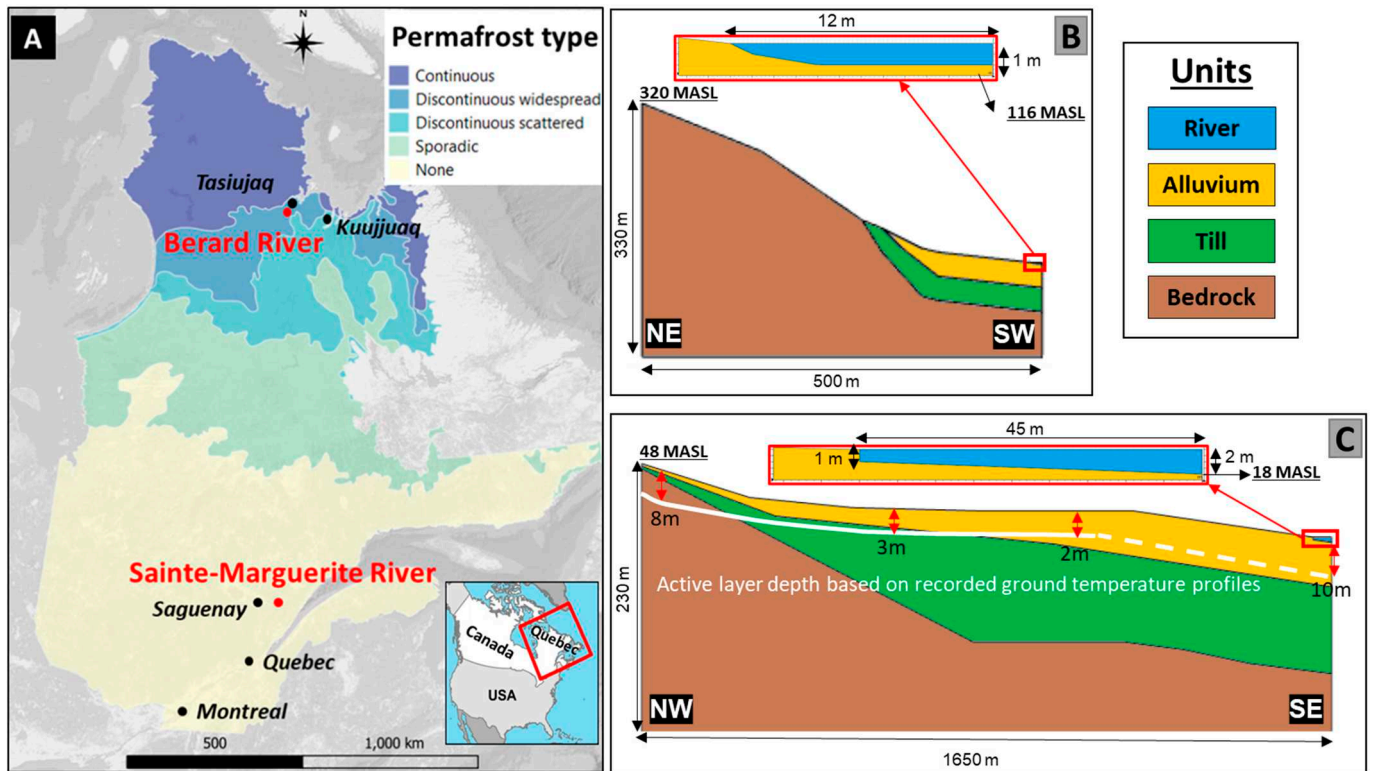 A
N
Permafrost type
Continuous
Discontinuous widespread
Discontinuous scattered
Sporadic
None
Tasiujaq
Kuujjuaq
Berard River
Sainte-Marguerite River
Saguenay
Quebec
Montreal
Canada
Quebec
USA
500
1,000 km
B
12 m
1 m
320 MASL
116 MASL
330 m
NE
SW
500 m
Units
River
Alluvium
Till
Bedrock
C
45 m
48 MASL
1 m
2 m
18 MASL
8m
3m
2m
10m
Active layer depth based on recorded ground temperature profiles
230 m
NW
SE
1650 m